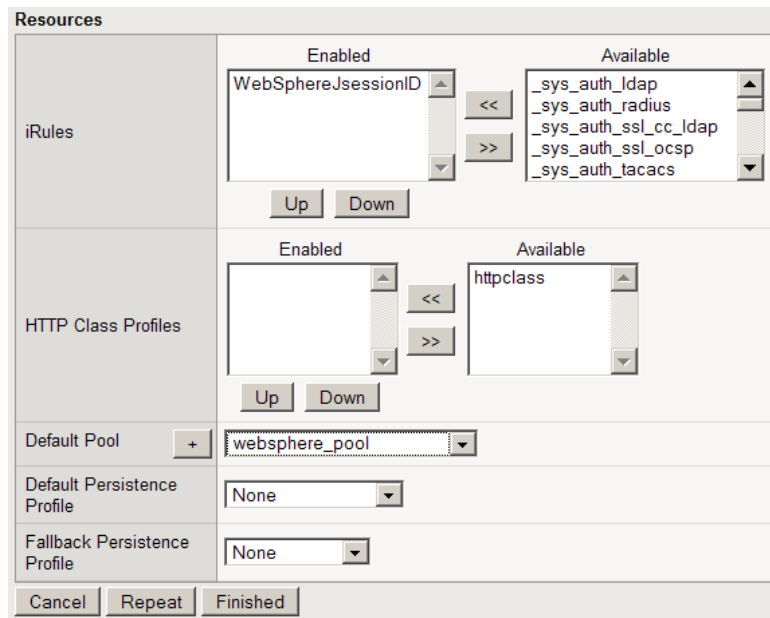 Resources
iRules
Enabled
WebSphereJsessionID
<<
>>
Available
_sys_auth_ldap
_sys_auth_radius
_sys_auth_ssl_cc_ldap
_sys_auth_ssl_ocsp
_sys_auth_tacacs
Up Down
HTTP Class Profiles
Enabled
<<
>>
Available
httpclass
Up Down
Default Pool + websphere_pool
Default Persistence
Profile
None
Fallback Persistence
Profile
None
Cancel Repeat Finished